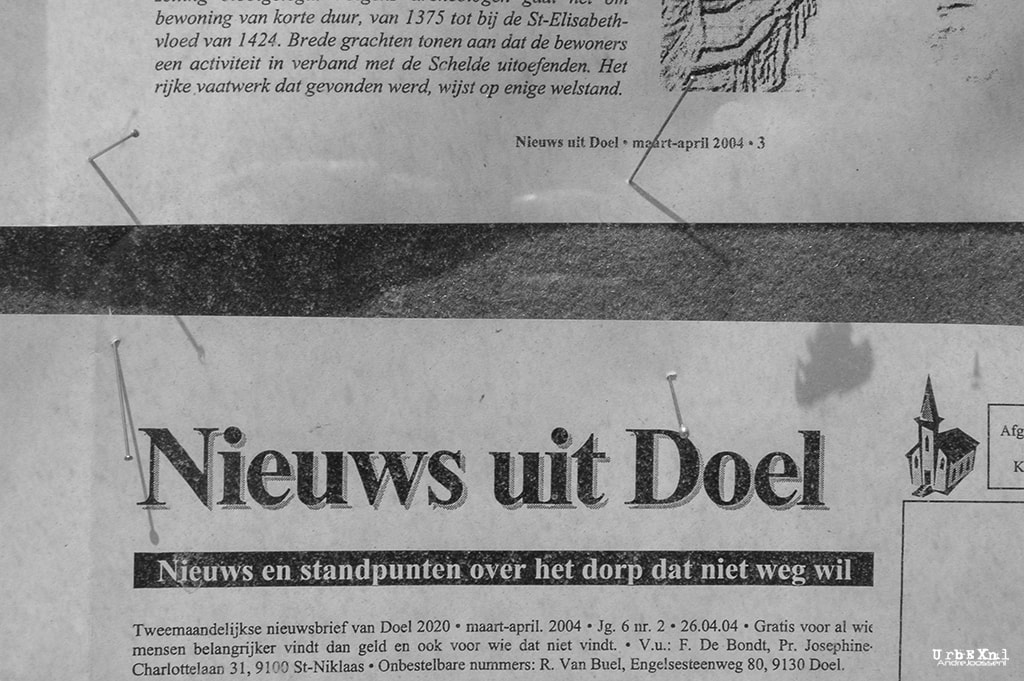 bewoning van korte duur, van 1375 tot bij de St-Elisabeth-
vloed van 1424. Brede grachten tonen aan dat de bewoners
een activiteit in verband met de Schelde uitoefenden. Het
rijke vaatwerk dat gevonden werd, wijst op enige welstand.
Nieuws uit Doel • maart-april 2004 • 3
Nieuws uit Doel
Nieuws en standpunten over het dorp dat niet weg wil
Tweemaandelijkse nieuwsbrief van Doel 2020 • maart-april. 2004 • Jg. 6 nr. 2 • 26.04.04 • Gratis voor al wie
mensen belangrijker vindt dan geld en ook voor wie dat niet vindt. • V.u.: F. De Bondt, Pr. Josephine-
Charlottelaan 31, 9100 St-Niklaas • Onbestelbare nummers: R. Van Buel, Engelsesteenweg 80, 9130 Doel.
Afg
K
UrbEXnl
AndreJoosse.nl